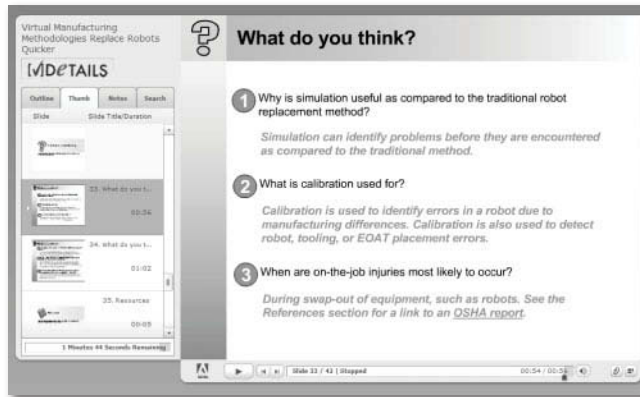 Virtual Manufacturing
Methodologies Replace Robots
Quicker
[M]DETAILS
Outline Thumb Notes Search
Slide Slide Title/Duration
33. What do you t...
00:54
34. What do you t...
01:02
35. Resources
00:05
1 Minutes 44 Seconds Remaining
What do you think?
1 Why is simulation useful as compared to the traditional robot
replacement method?
Simulation can identify problems before they are encountered
as compared to the traditional method.
2 What is calibration used for?
Calibration is used to identify errors in a robot due to
manufacturing differences. Calibration is also used to detect
robot, tooling, or EOAT placement errors.
3 When are on-the-job injuries most likely to occur?
During swap-out of equipment, such as robots. See the
References section for a link to an OSHA report.
Slide 33 / 42 | Stopped
00:54 / 00:54